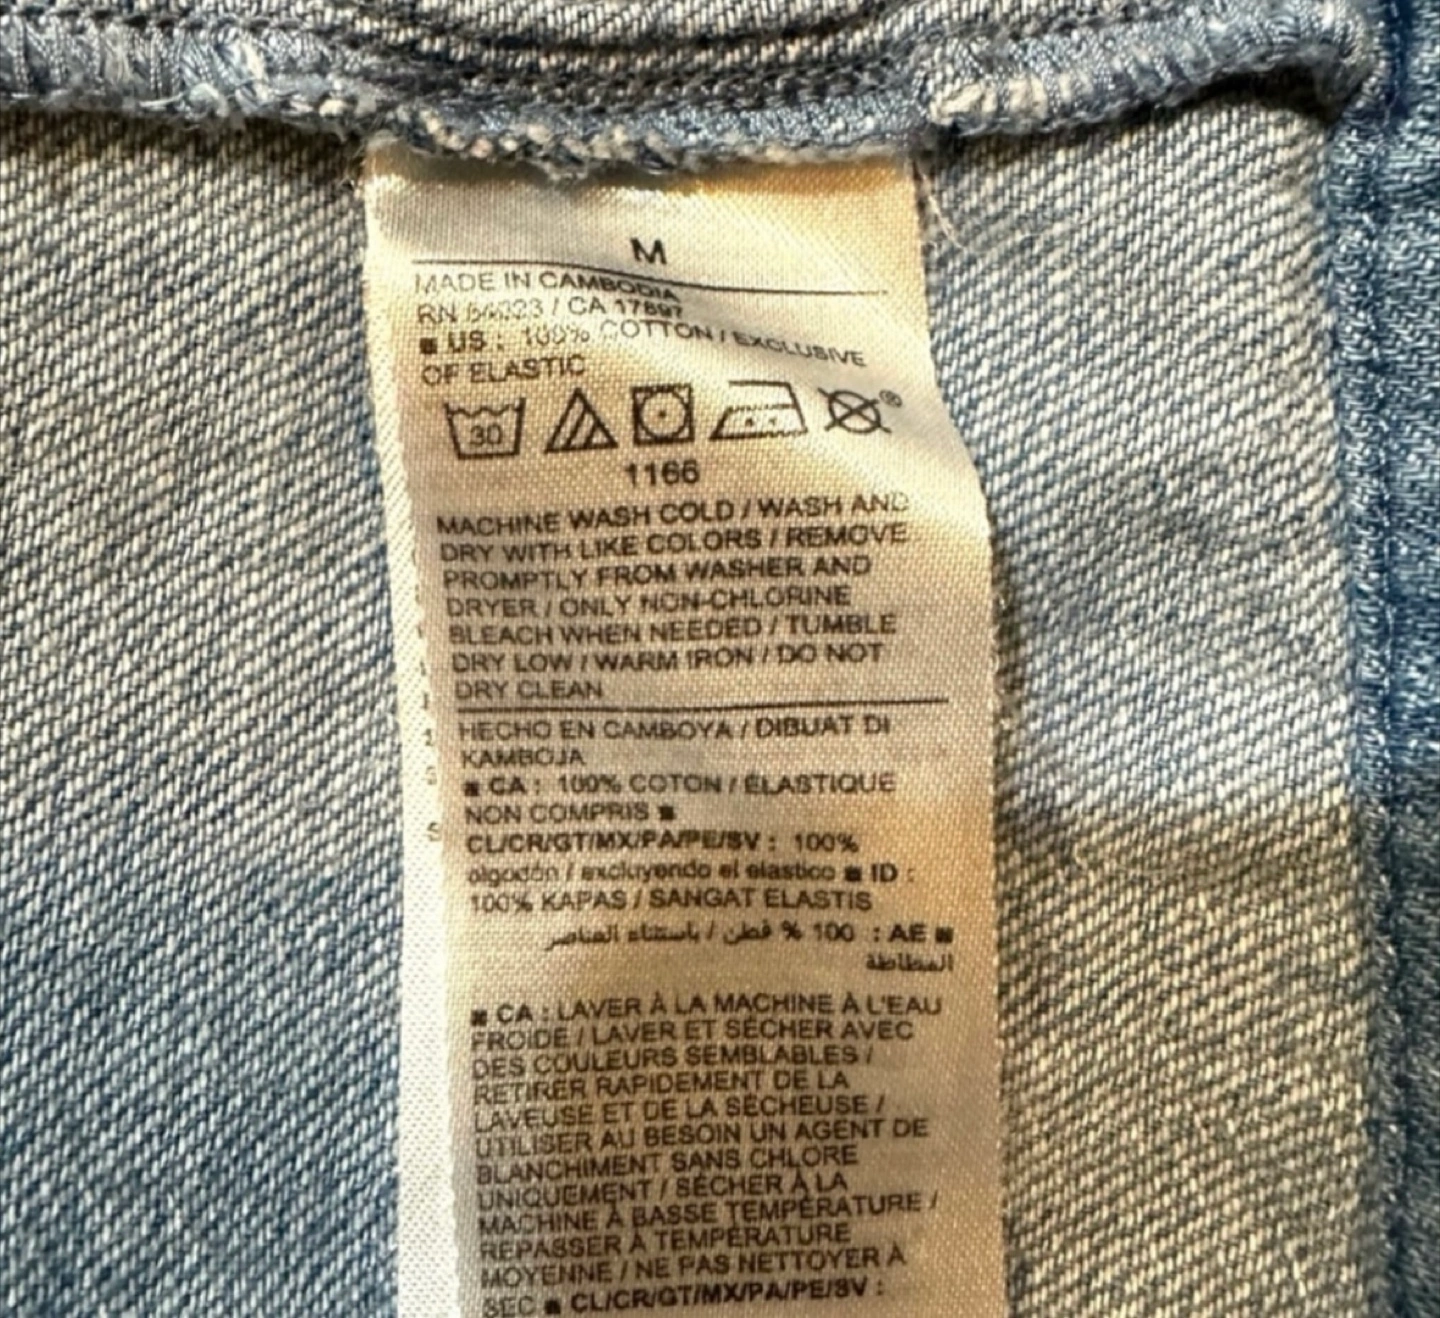 M
MADE IN CAMBODIA
RN 54023 / CA 17897
■ US : 100% COTTON / EXCLUSIVE
OF ELASTIC
30
®
1166
MACHINE WASH COLD / WASH AND
DRY WITH LIKE COLORS / REMOVE
PROMPTLY FROM WASHER AND
DRYER / ONLY NON-CHLORINE
BLEACH WHEN NEEDED / TUMBLE
DRY LOW / WARM IRON / DO NOT
DRY CLEAN
HECHO EN CAMBOYA / DIBUAT DI
KAMBOJA
■ CA : 100% COTON / ÉLASTIQUE
NON COMPRIS ■
CL/CR/GT/MX/PA/PE/SV : 100%
algodón / excluyendo el elastico ■ ID :
100% KAPAS / SANGAT ELASTIS
■ AE : 100 % قطن / باستثناء العناصر
المطاطة
■ CA : LAVER À LA MACHINE À L'EAU
FROIDE / LAVER ET SÉCHER AVEC
DES COULEURS SEMBLABLES /
RETIRER RAPIDEMENT DE LA
LAVEUSE ET DE LA SÉCHEUSE /
UTILISER AU BESOIN UN AGENT DE
BLANCHIMENT SANS CHLORE
UNIQUEMENT / SÉCHER À LA
MACHINE À BASSE TEMPÉRATURE /
REPASSER À TEMPÉRATURE
MOYENNE / NE PAS NETTOYER À
SEC ■ CL/CR/GT/MX/PA/PE/SV :